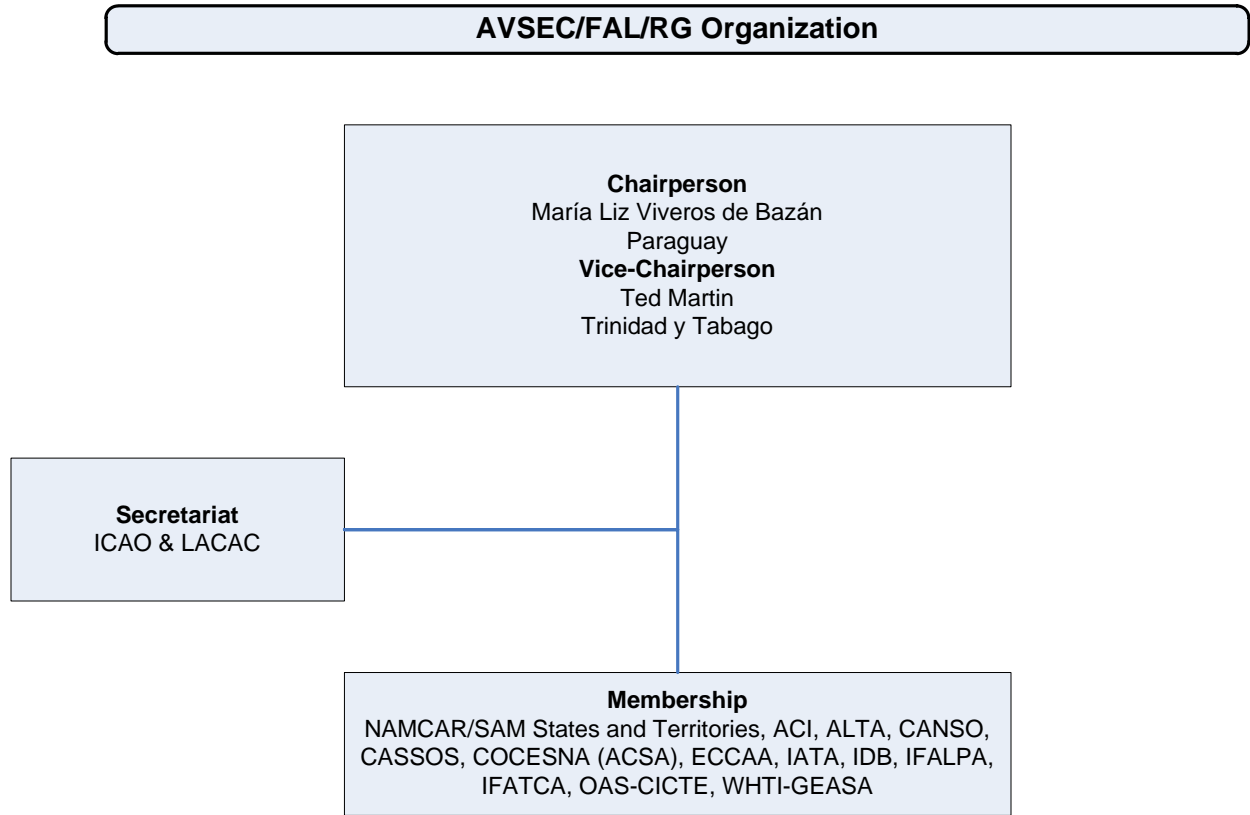 AVSEC/FAL/RG Organization
Chairperson
María Liz Viveros de Bazán
Paraguay
Vice-Chairperson
Ted Martin
Trinidad y Tabago
Secretariat
ICAO & LACAC
Membership
NAMCAR/SAM States and Territories, ACI, ALTA, CANSO,
CASSOS, COCESNA (ACSA), ECCAA, IATA, IDB, IFALPA,
IFATCA, OAS-CICTE, WHTI-GEASA